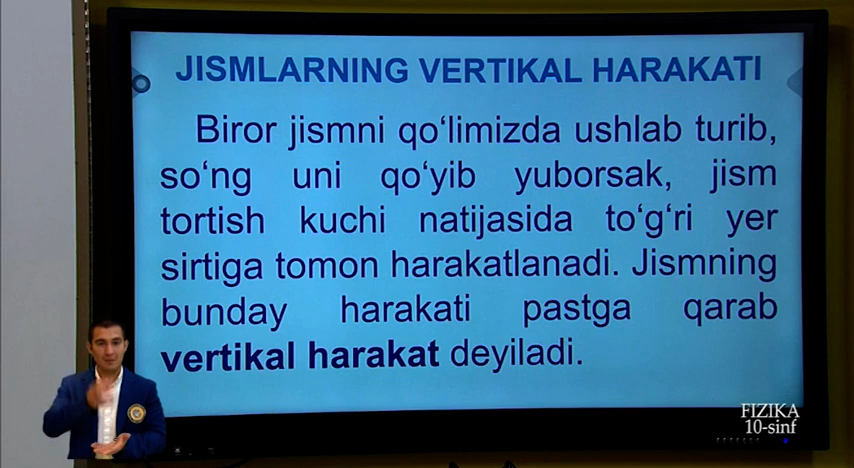 JISMLARNING VERTIKAL HARAKATI
Biror jismni qo‘limizda ushlab turib,
so‘ng uni qo‘yib yuborsak, jism
tortish kuchi natijasida to‘g‘ri yer
sirtiga tomon harakatlanadi. Jismning
bunday harakati pastga qarab
vertikal harakat deyiladi.
FIZIKA
10-sinf